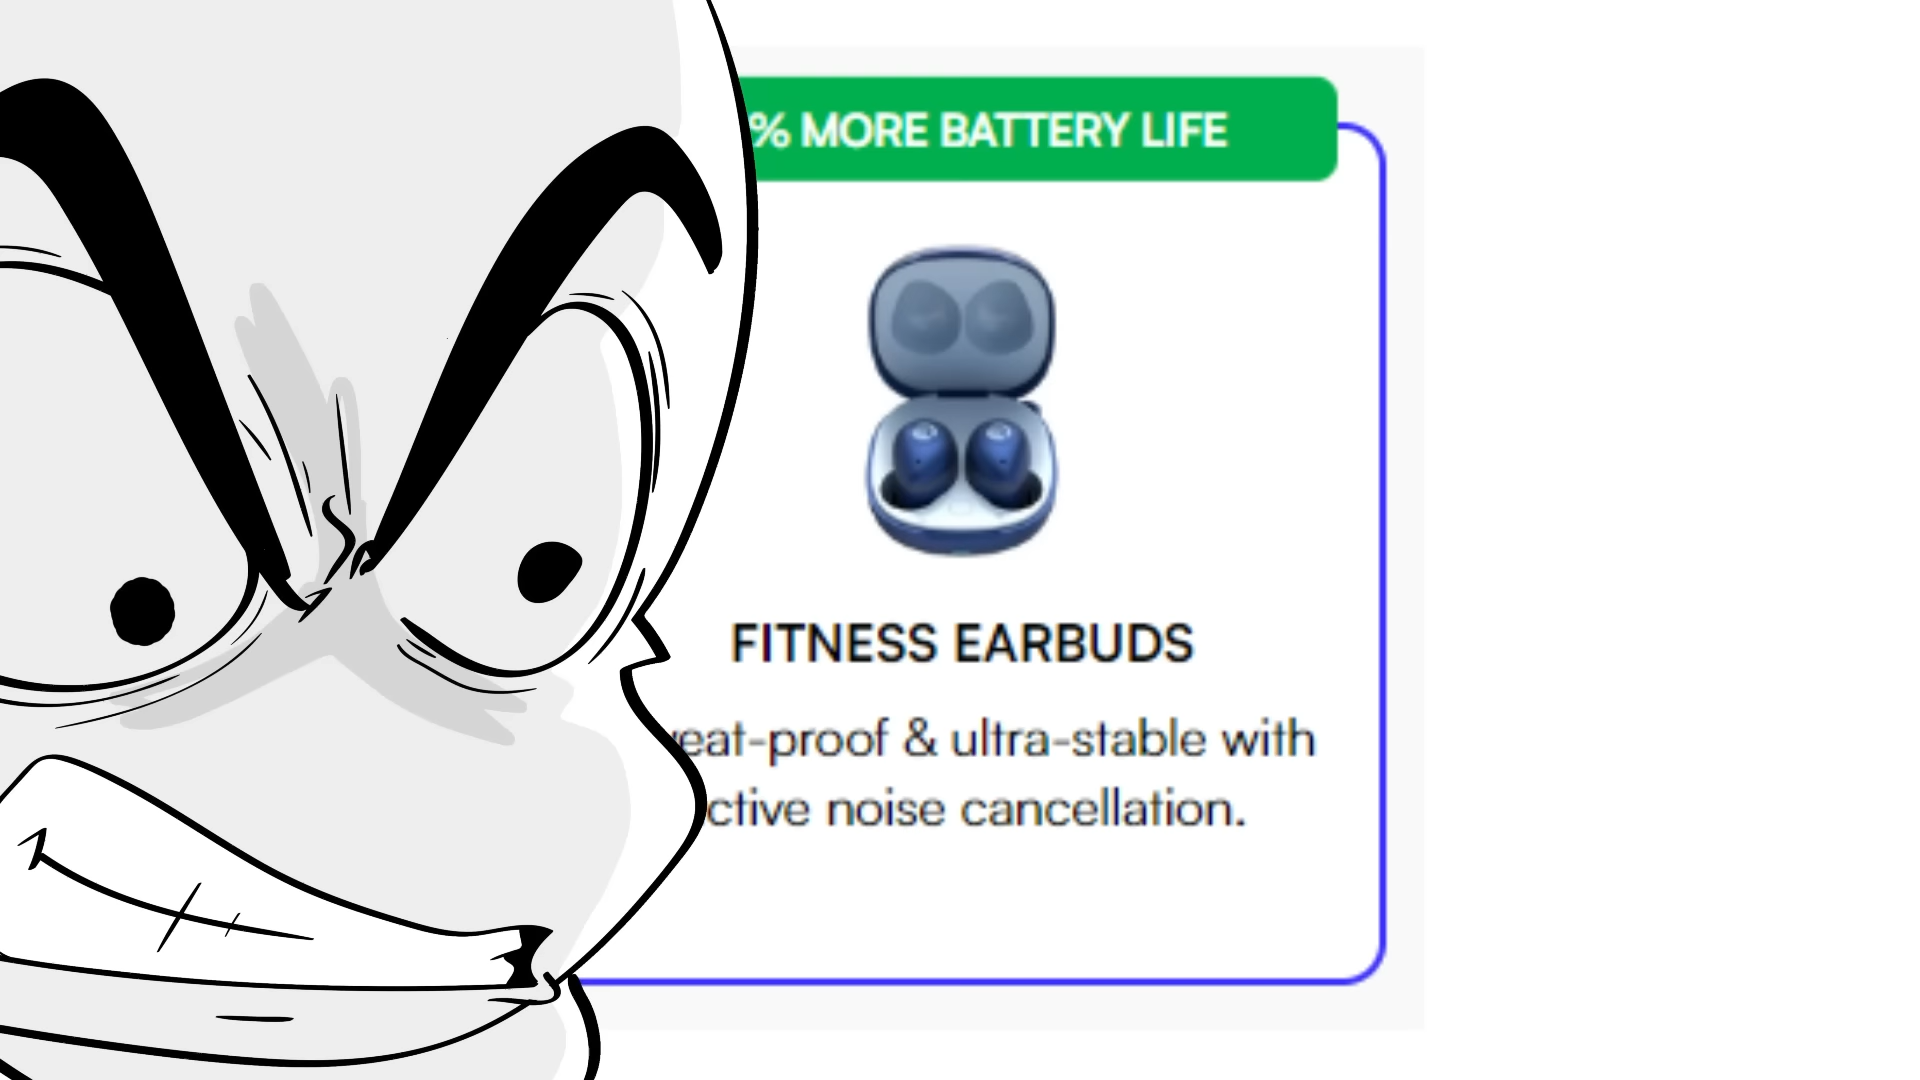 % MORE BATTERY LIFE
FITNESS EARBUDS
eat-proof & ultra-stable with
ctive noise cancellation.